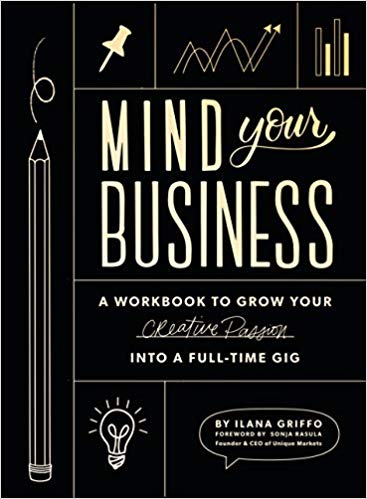 MIND your
BUSINESS
A WORKBOOK TO GROW YOUR
Creative Passion
INTO A FULL-TIME GIG
BY ILANA GRIFFO
FOREWORD BY SONJA RASULA
Founder & CEO of Unique Markets